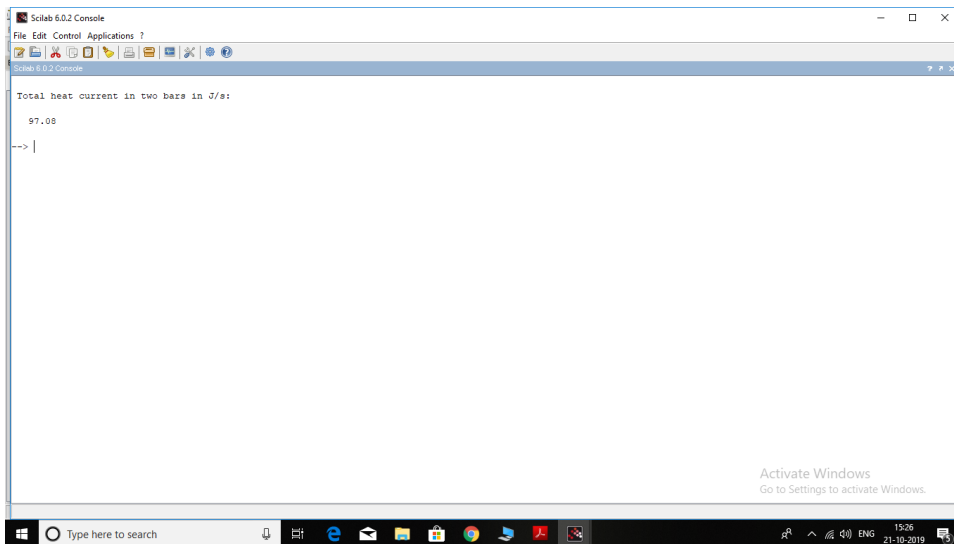 Scilab 6.0.2 Console
File Edit Control Applications ?
Scilab 6.0.2 Console
Total heat current in two bars in J/s:
97.08
-->
Activate Windows
Go to Settings to activate Windows.
Type here to search
ENG
15:26
21-10-2019
5